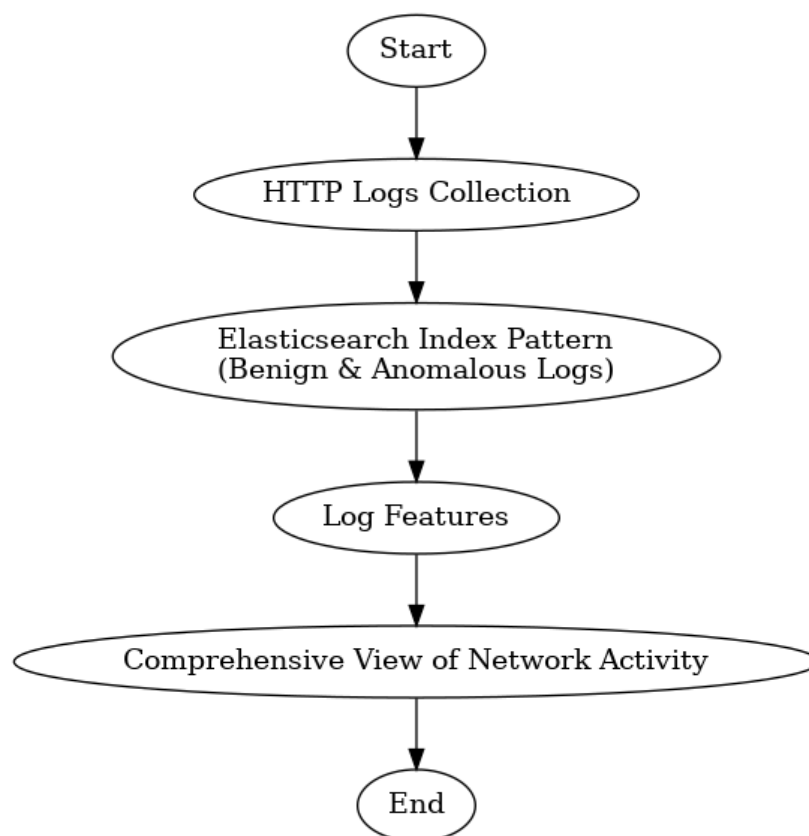 Start
HTTP Logs Collection
Elasticsearch Index Pattern
(Benign & Anomalous Logs)
Log Features
Comprehensive View of Network Activity
End